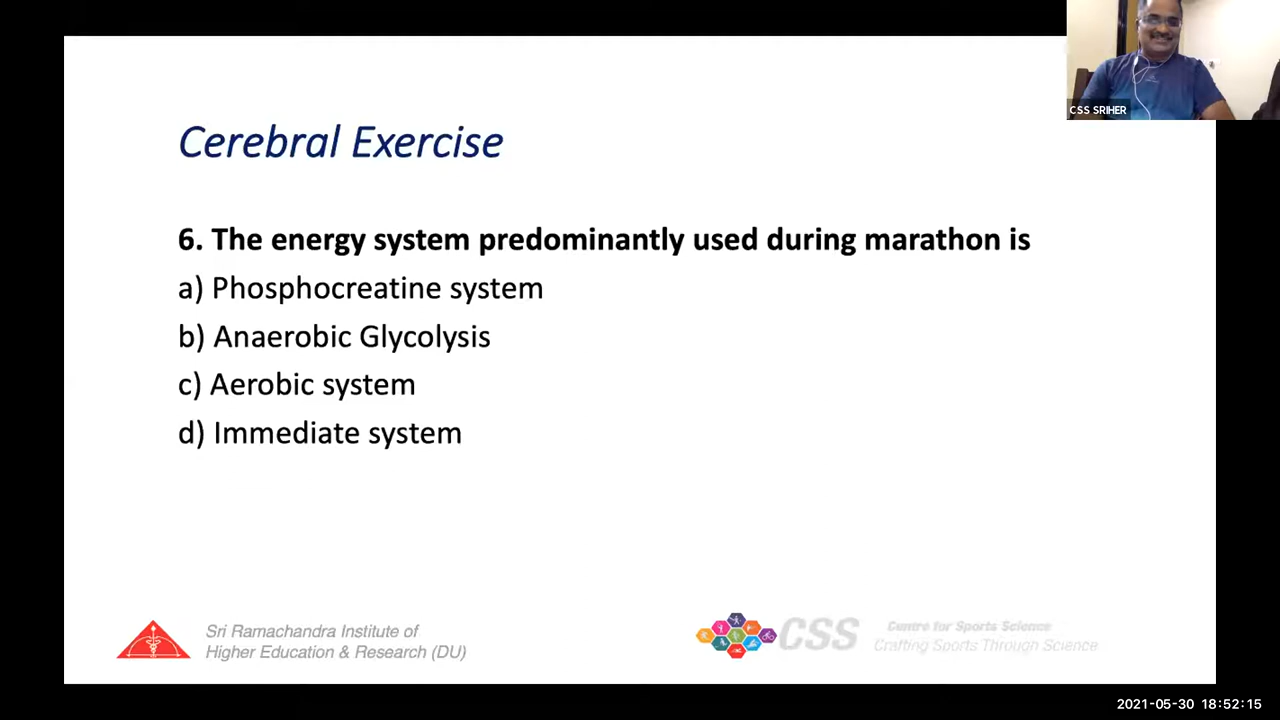 CSS SRIHER
Cerebral Exercise
6. The energy system predominantly used during marathon is
a) Phosphocreatine system
b) Anaerobic Glycolysis
c) Aerobic system
d) Immediate system
Sri Ramachandra Institute of
Higher Education & Research (DU)
CSS
Centre for Sports Science
Crafting Sports Through Science
2021-05-30 18:52:15